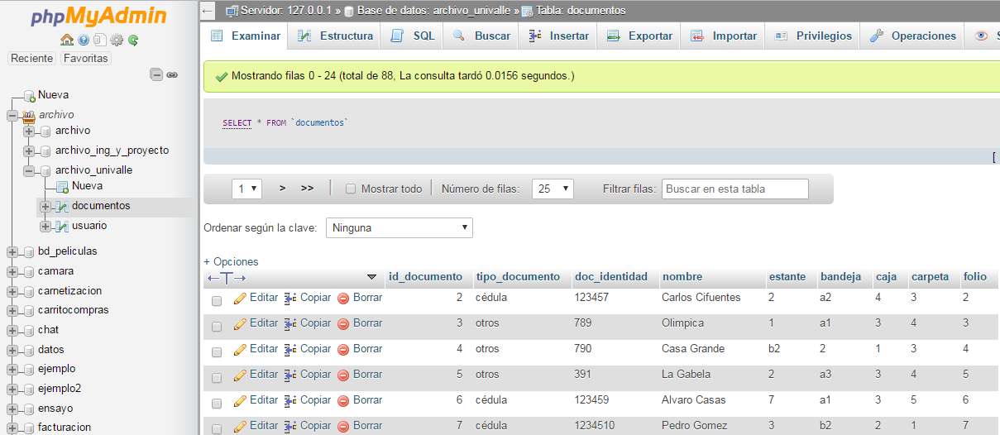 phpMyAdmin
Reciente Favoritas
Nueva
archivo
archivo
archivo_ing_y_proyecto
archivo_univalle
Nueva
documentos
usuario
bd_peliculas
camara
carnetizacion
carritocompras
chat
datos
ejemplo
ejemplo2
ensayo
facturacion
Servidor: 127.0.0.1 » Base de datos: archivo_univalle » Tabla: documentos
Examinar Estructura SQL Buscar Insertar Exportar Importar Privilegios Operaciones S
Mostrando filas 0 - 24 (total de 88, La consulta tardó 0.0156 segundos.)
SELECT * FROM `documentos`
[
1 > >> Mostrar todo Número de filas: 25 Filtrar filas: Buscar en esta tabla
Ordenar según la clave: Ninguna
+ Opciones
←T→ id_documento tipo_documento doc_identidad nombre estante bandeja caja carpeta folio
Editar Copiar Borrar 2 cédula 123457 Carlos Cifuentes 2 a2 4 3 2
Editar Copiar Borrar 3 otros 789 Olimpica 1 a1 3 4 3
Editar Copiar Borrar 4 otros 790 Casa Grande b2 2 1 3 4
Editar Copiar Borrar 5 otros 391 La Gabela 2 a3 3 4 5
Editar Copiar Borrar 6 cédula 123459 Alvaro Casas 7 a1 3 5 6
Editar Copiar Borrar 7 cédula 1234510 Pedro Gomez 3 b2 2 1 7